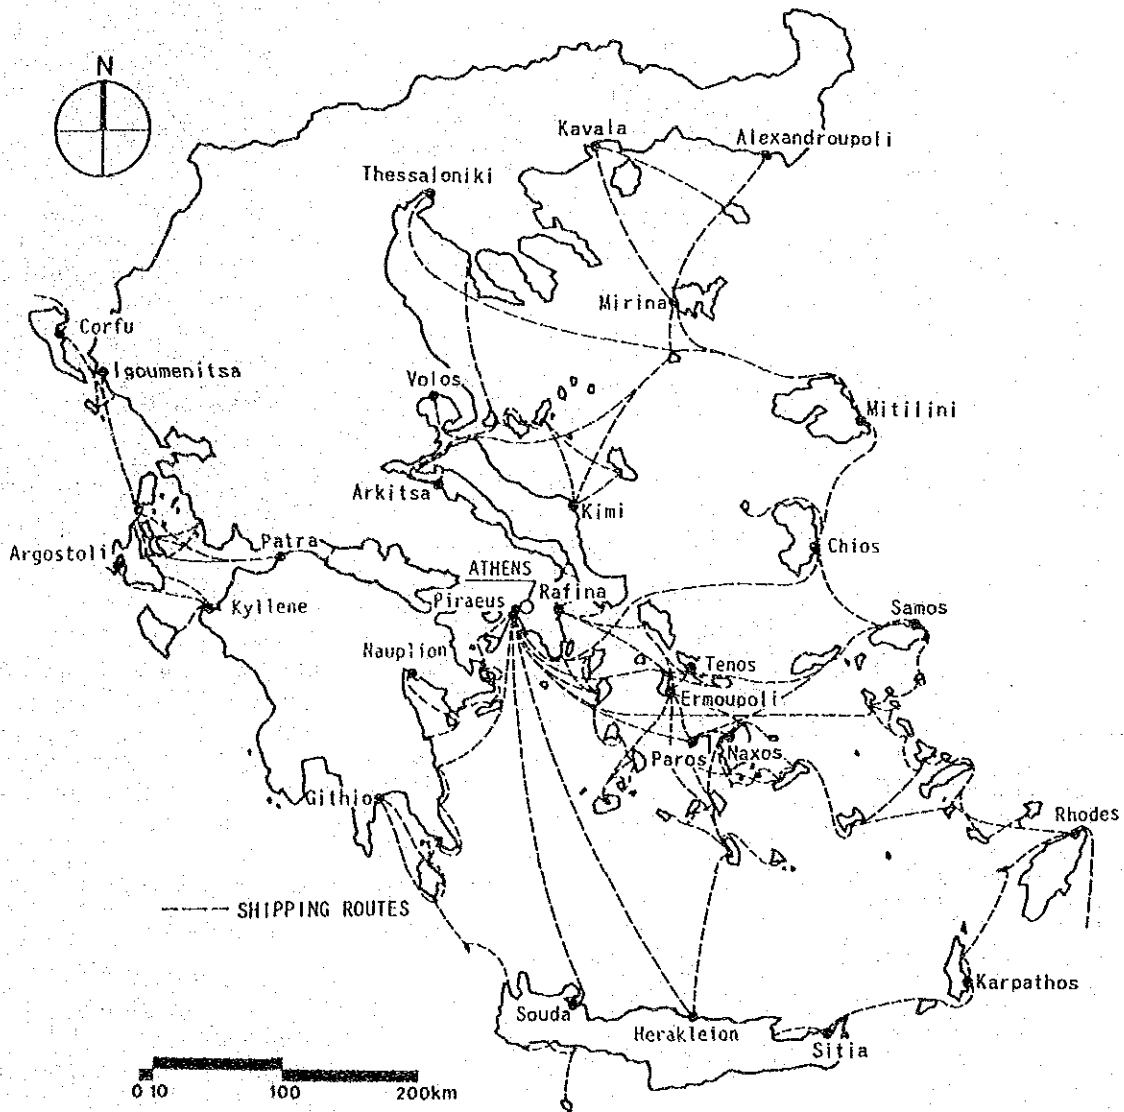 N
Kavala
Alexandroupoli
Thessaloniki
Mirina
Corfu
Igoumenitsa
Volos
Mitilini
Arkitsa
Kimi
Argostoli
Patra
Chios
ATHENS
Piraeus
Rafina
Kyllene
Samos
Nauplion
Tenos
Ermoupoli
Paros
Naxos
Githios
Rhodes
SHIPPING ROUTES
Karpathos
Souda
Herakleion
Sitia
0 10 100 200km